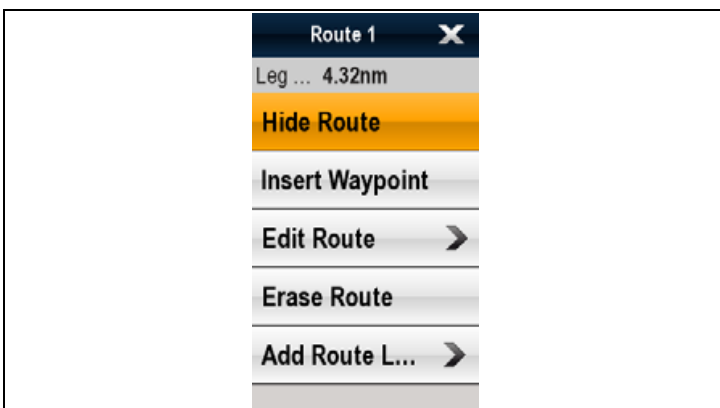 Route 1
Leg ... 4.32nm
Hide Route
Insert Waypoint
Edit Route
Erase Route
Add Route L...